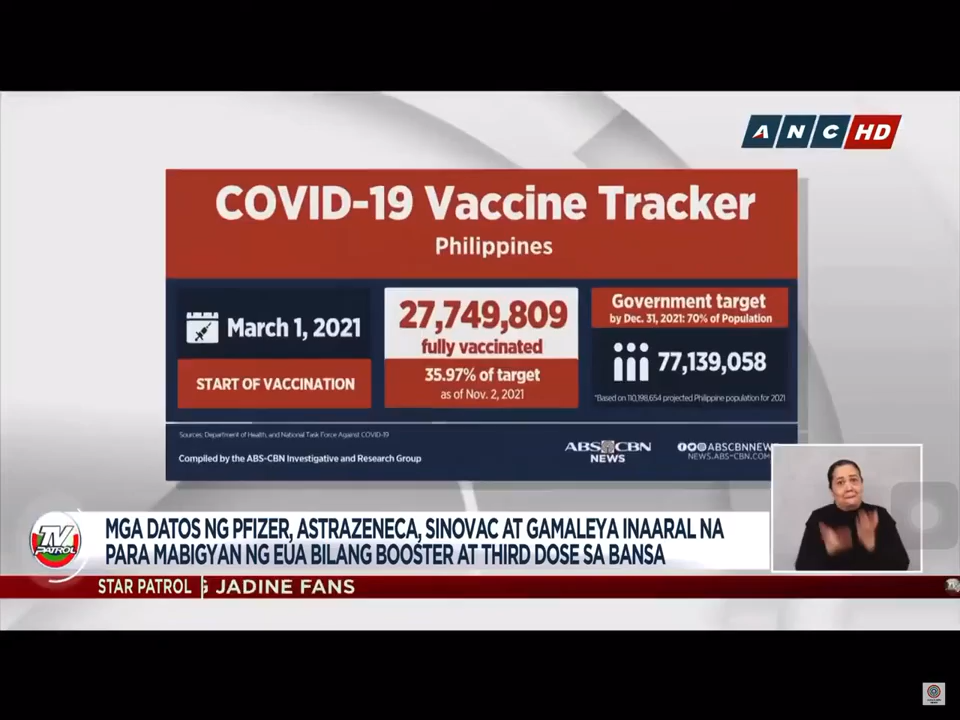 ANC HD
COVID-19 Vaccine Tracker
Philippines
March 1, 2021
START OF VACCINATION
27,749,809
fully vaccinated
35.97% of target
as of Nov. 2, 2021
Government target
by Dec. 31, 2021: 70% of Population
77,139,058
*Based on 110,198,654 projected Philippine population for 2021
Sources: Department of Health, and National Task Force Against COVID-19
Compiled by the ABS-CBN Investigative and Research Group
ABS-CBN
NEWS
ABSCBNNEW
NEWS.ABS-CBN.COM
TV
PATROL
MGA DATOS NG PFIZER, ASTRAZENECA, SINOVAC AT GAMALEYA INAARAL NA
PARA MABIGYAN NG EUA BILANG BOOSTER AT THIRD DOSE SA BANSA
STAR PATROL
JADINE FANS